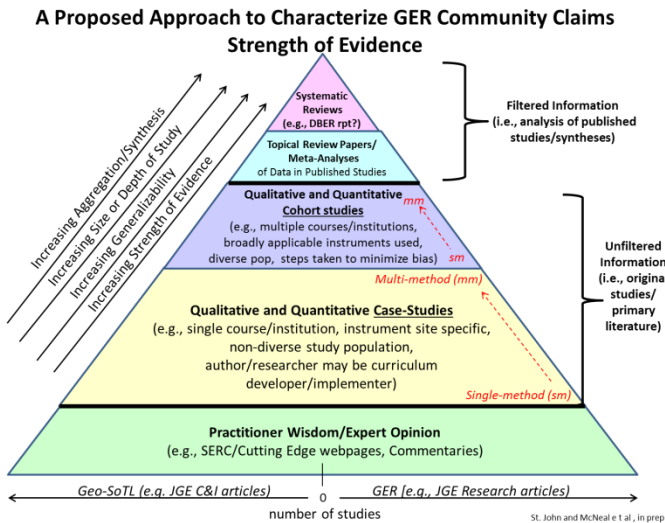 A Proposed Approach to Characterize GER Community Claims
Strength of Evidence
Increasing Aggregation/Synthesis
Increasing Size or Depth of Study
Increasing Generalizability
Increasing Strength of Evidence
Systematic
Reviews
(e.g., DBER rpt?)
Topical Review Papers/
Meta-Analyses
of Data in Published Studies
Qualitative and Quantitative
Cohort studies
(e.g., multiple courses/institutions,
broadly applicable instruments used,
diverse pop, steps taken to minimize bias)
mm
sm
Multi-method (mm)
Qualitative and Quantitative Case-Studies
(e.g., single course/institution, instrument site specific,
non-diverse study population,
author/researcher may be curriculum
developer/implementer)
Single-method (sm)
Practitioner Wisdom/Expert Opinion
(e.g., SERC/Cutting Edge webpages, Commentaries)
Filtered Information
(i.e., analysis of published
studies/syntheses)
Unfiltered
Information
(i.e., original
studies/
primary
literature)
Geo-SoTL (e.g. JGE C&I articles)
0
GER [e.g., JGE Research articles)
number of studies
St. John and McNeal e t al , in prep